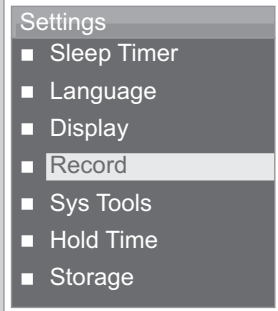 Settings
Sleep Timer
Language
Display
Record
Sys Tools
Hold Time
Storage